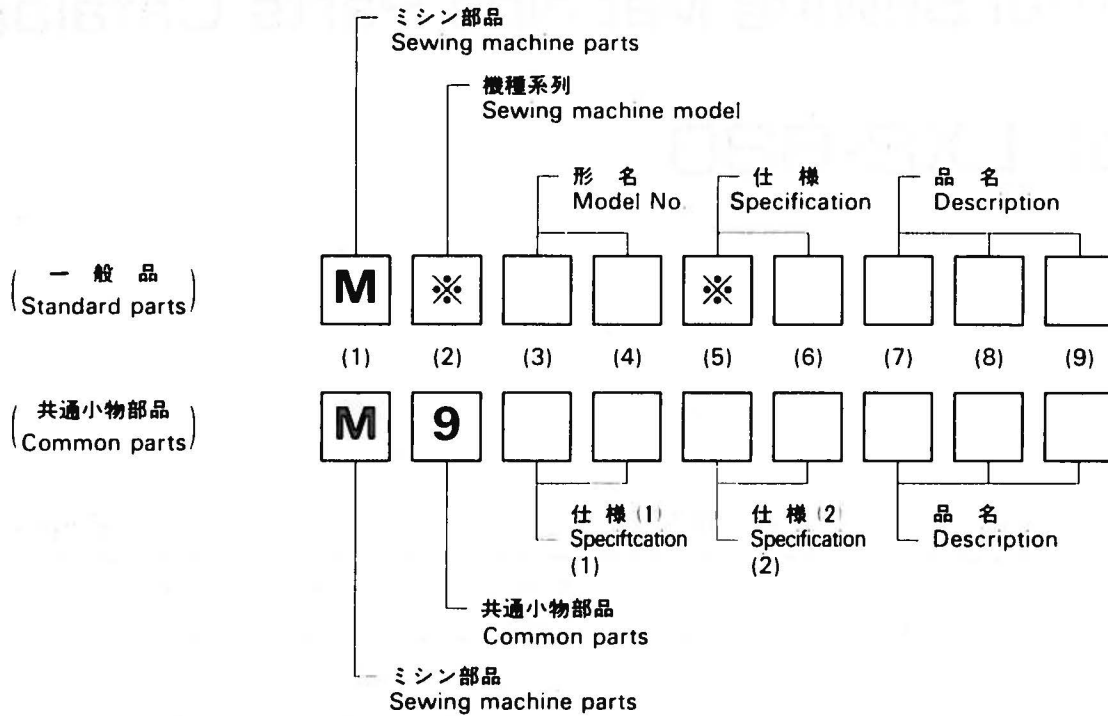 ミシン部品
Sewing machine parts
機種系列
Sewing machine model
形 名
Model No.
仕 様
Specification
品 名
Description
(一 般 品
Standard parts)
M ※ ※
(1) (2) (3) (4) (5) (6) (7) (8) (9)
(共通小物部品
Common parts)
M 9
仕 様 (1)
Speciftcation
(1)
仕 様 (2)
Specification
(2)
品 名
Description
共通小物部品
Common parts
ミシン部品
Sewing machine parts